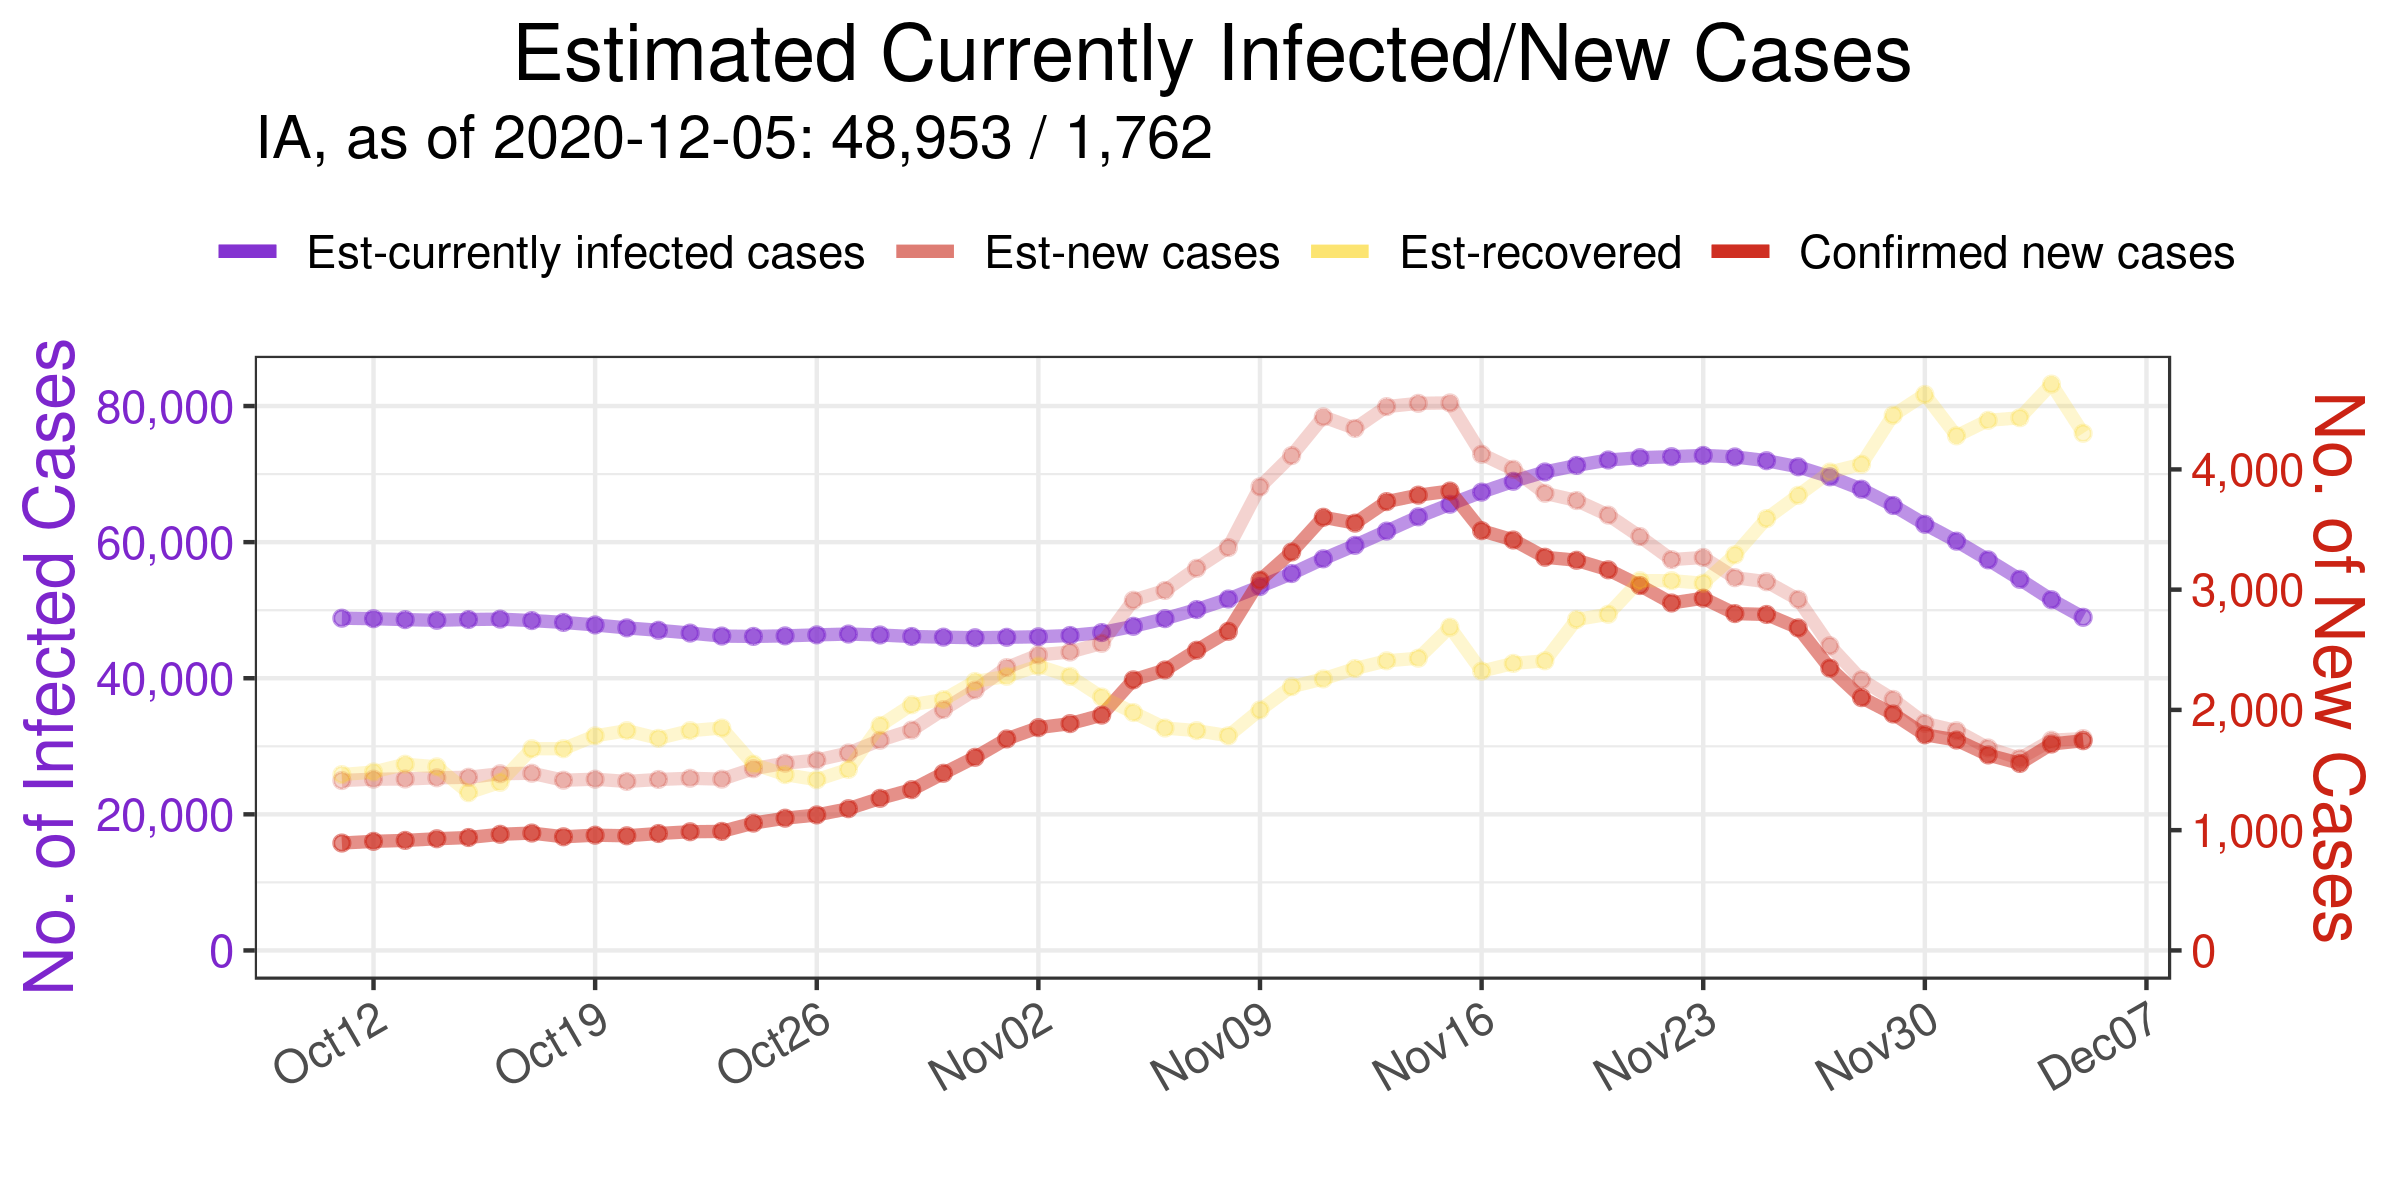 Estimated Currently Infected/New Cases
IA, as of 2020-12-05: 48,953 / 1,762
Est-currently infected cases Est-new cases Est-recovered Confirmed new cases
No. of Infected Cases
80,000
60,000
40,000
20,000
0
4,000
3,000
2,000
1,000
0
No. of New Cases
Oct12 Oct19 Oct26 Nov02 Nov09 Nov16 Nov23 Nov30 Dec07